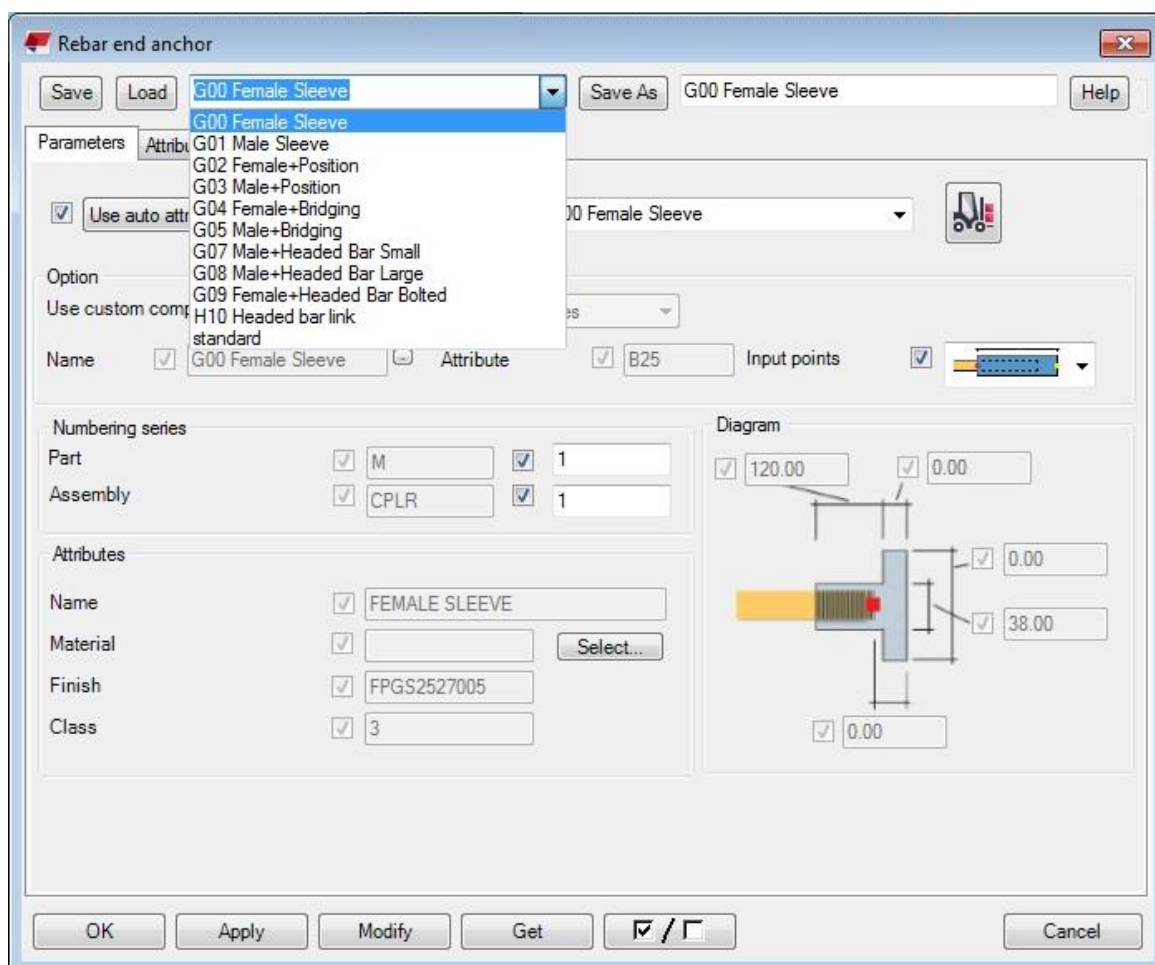 Rebar end anchor
Save Load G00 Female Sleeve Save As G00 Female Sleeve Help
G00 Female Sleeve
Parameters Attribu
G01 Male Sleeve
G02 Female+Position
G03 Male+Position
Use auto attr G04 Female+Bridging 00 Female Sleeve
G05 Male+Bridging
G07 Male+Headed Bar Small
Option G08 Male+Headed Bar Large
G09 Female+Headed Bar Bolted
Use custom comp H10 Headed bar link es
standard
Name G00 Female Sleeve ... Attribute B25 Input points
Numbering series
Part M 1
Assembly CPLR 1
Diagram
120.00 0.00
0.00
38.00
0.00
Attributes
Name FEMALE SLEEVE
Material Select...
Finish FPGS2527005
Class 3
OK Apply Modify Get / Cancel